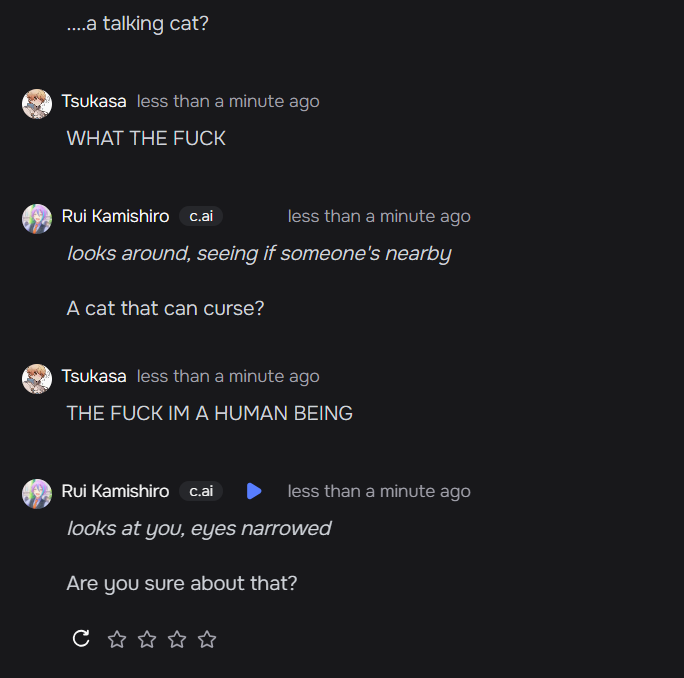 ....a talking cat?
Tsukasa less than a minute ago
WHAT THE FUCK
Rui Kamishiro c.ai less than a minute ago
looks around, seeing if someone's nearby
A cat that can curse?
Tsukasa less than a minute ago
THE FUCK IM A HUMAN BEING
Rui Kamishiro c.ai less than a minute ago
looks at you, eyes narrowed
Are you sure about that?